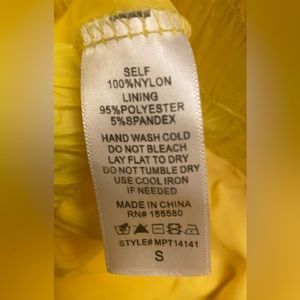 SELF
100%NYLON
LINING
95%POLYESTER
5%SPANDEX
HAND WASH COLD
DO NOT BLEACH
LAY FLAT TO DRY
DO NOT TUMBLE DRY
USE COOL IRON
IF NEEDED
MADE IN CHINA
RN# 155580
STYLE# MPT14141
S